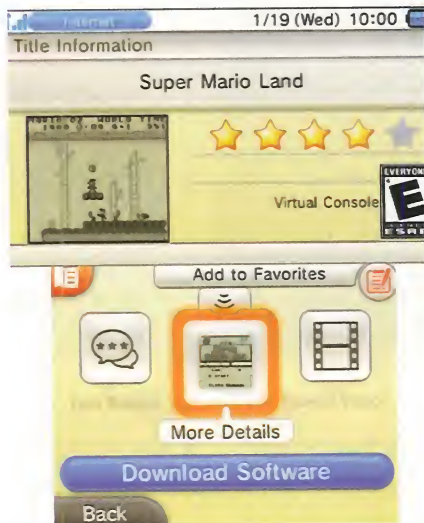 Internet 1/19 (Wed) 10:00
Title Information
Super Mario Land
Virtual Console
EVERYONE
E
ESRB
Add to Favorites
More Details
Download Software
Back